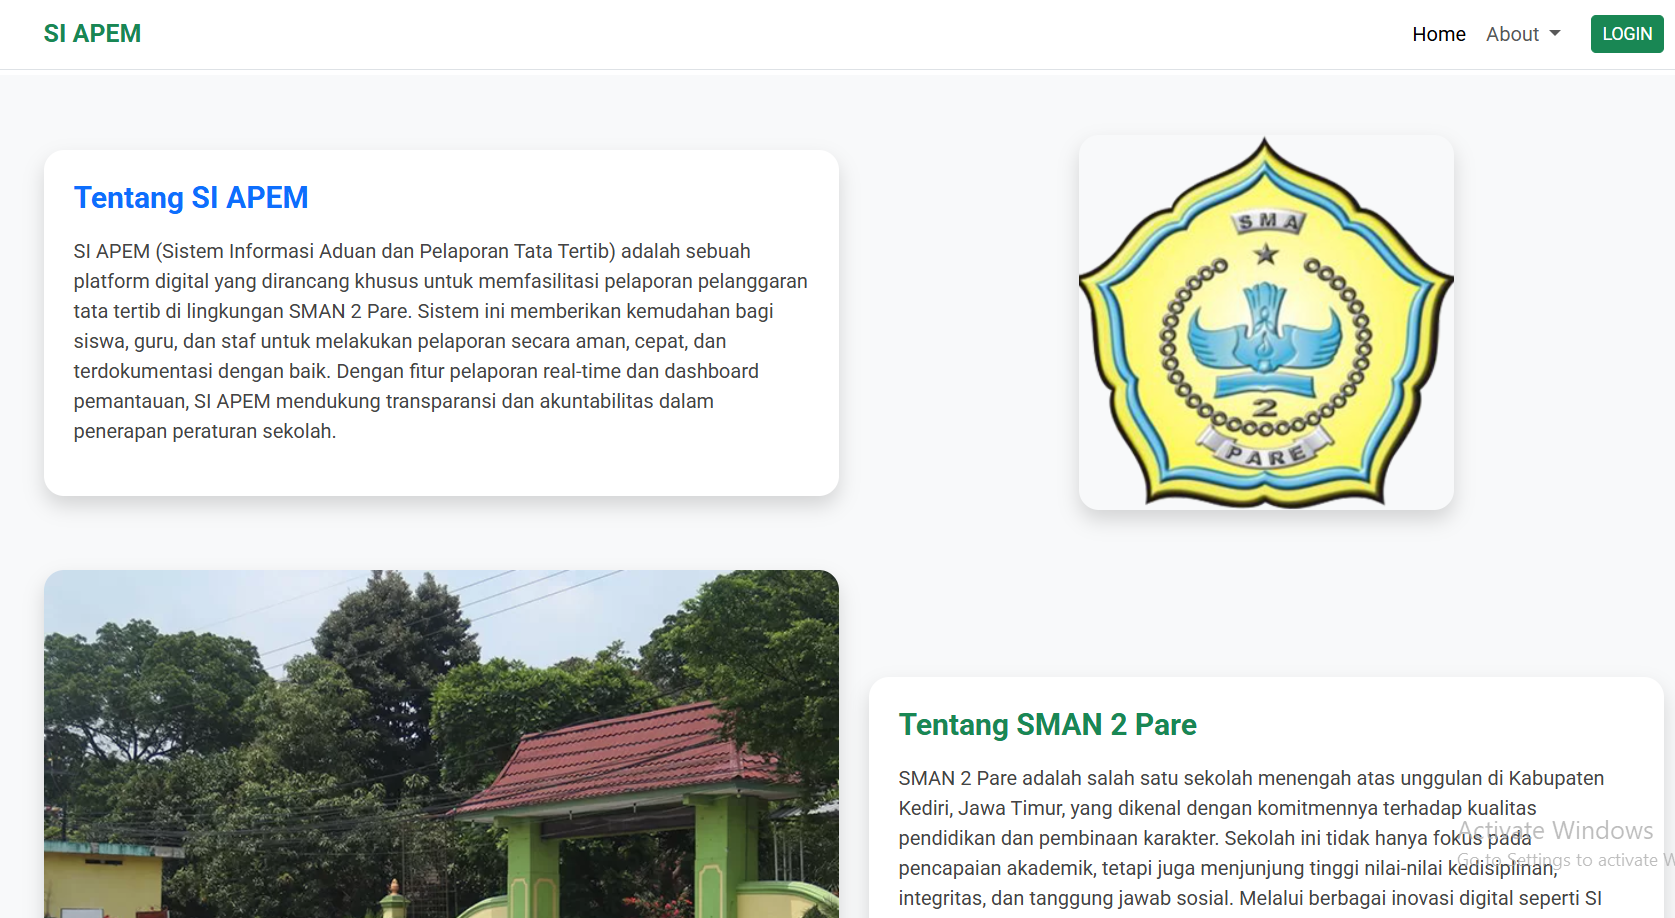 SI APEM
Home
About
LOGIN
Tentang SI APEM
SI APEM (Sistem Informasi Aduan dan Pelaporan Tata Tertib) adalah sebuah
platform digital yang dirancang khusus untuk memfasilitasi pelaporan pelanggaran
tata tertib di lingkungan SMAN 2 Pare. Sistem ini memberikan kemudahan bagi
siswa, guru, dan staf untuk melakukan pelaporan secara aman, cepat, dan
terdokumentasi dengan baik. Dengan fitur pelaporan real-time dan dashboard
pemantauan, SI APEM mendukung transparansi dan akuntabilitas dalam
penerapan peraturan sekolah.
SMA
2
PARE
Tentang SMAN 2 Pare
SMAN 2 Pare adalah salah satu sekolah menengah atas unggulan di Kabupaten
Kediri, Jawa Timur, yang dikenal dengan komitmennya terhadap kualitas
pendidikan dan pembinaan karakter. Sekolah ini tidak hanya fokus pada
pencapaian akademik, tetapi juga menjunjung tinggi nilai-nilai kedisiplinan,
integritas, dan tanggung jawab sosial. Melalui berbagai inovasi digital seperti SI
Activate Windows
Go to Settings to activate W